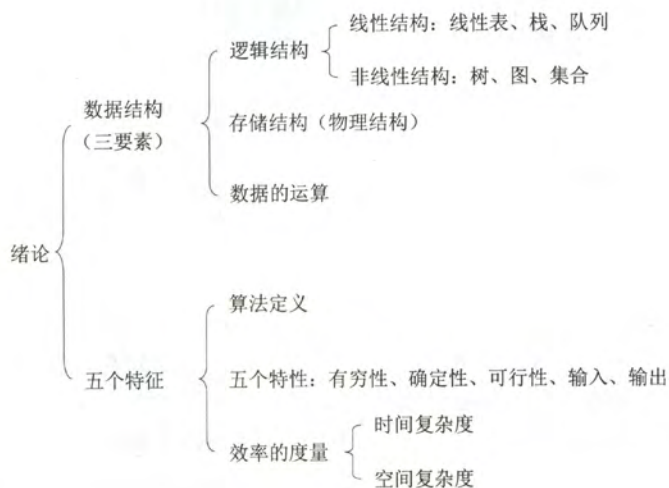 线性结构：线性表、栈、队列
逻辑结构
非线性结构：树、图、集合
数据结构
（三要素）
存储结构（物理结构）
数据的运算
绪论
算法定义
五个特征
五个特性：有穷性、确定性、可行性、输入、输出
时间复杂度
效率的度量
空间复杂度